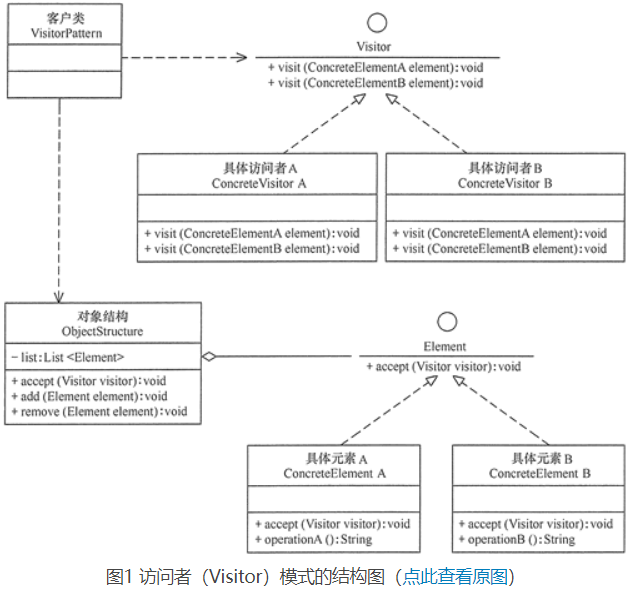 客户类
VisitorPattern
Visitor
+ visit (ConcreteElementA element): void
+ visit (ConcreteElementB element): void
具体访问者A
ConcreteVisitor A
+ visit (ConcreteElementA element): void
+ visit (ConcreteElementB element): void
具体访问者B
ConcreteVisitor B
+ visit (ConcreteElementA element): void
+ visit (ConcreteElementB element): void
对象结构
ObjectStructure
- list: List <Element>
+ accept (Visitor visitor): void
+ add (Element element): void
+ remove (Element element): void
Element
+ accept (Visitor visitor): void
具体元素A
ConcreteElement A
+ accept (Visitor visitor): void
+ operationA (): String
具体元素B
ConcreteElement B
+ accept (Visitor visitor): void
+ operationB (): String
图1 访问者（Visitor）模式的结构图（点此查看原图）